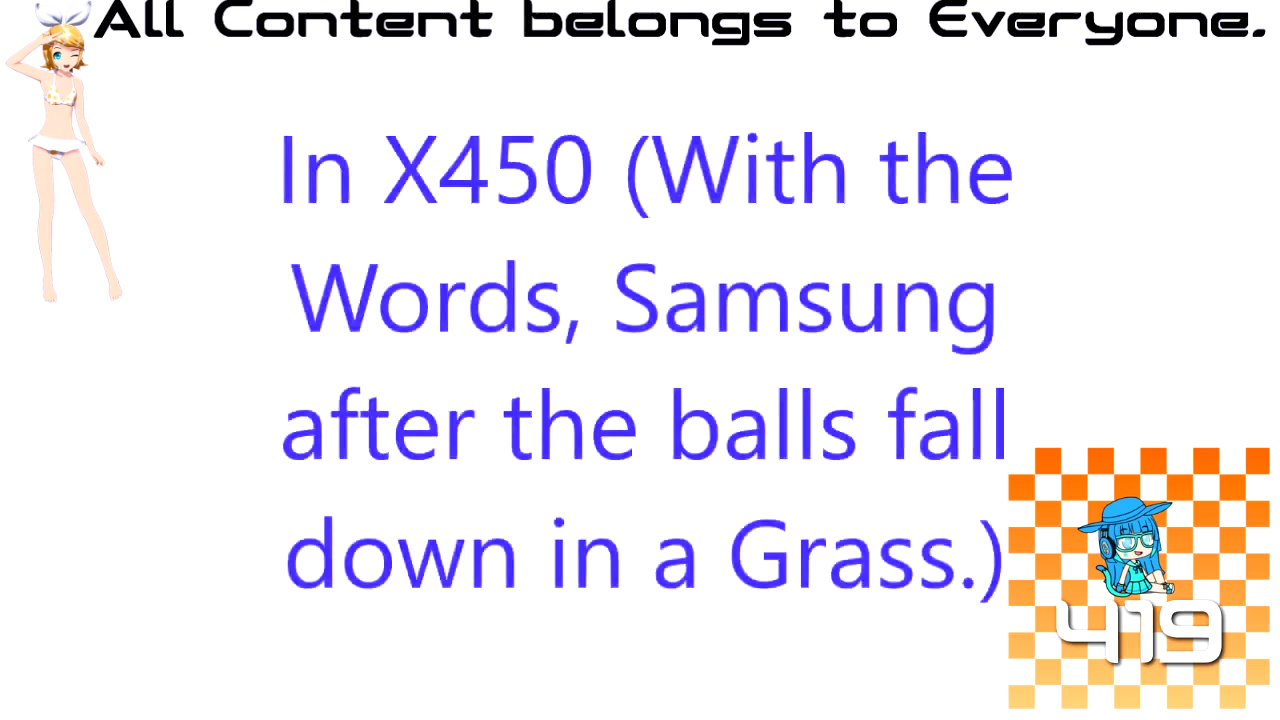 All Content belongs to Everyone.
In X450 (With the
Words, Samsung
after the balls fall
down in a Grass.)
419